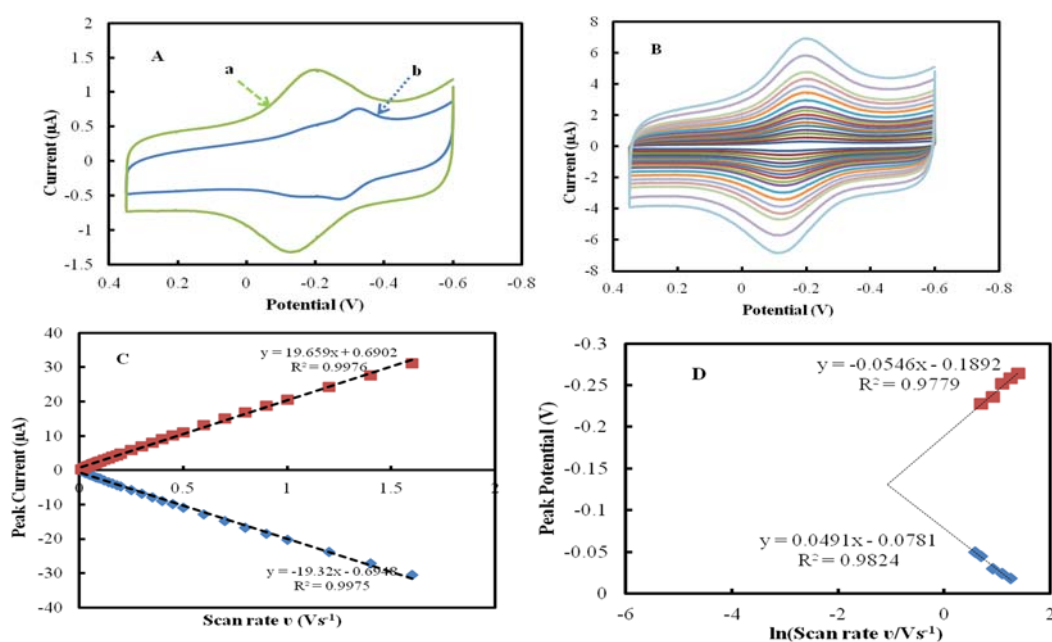 A
a
b
2
1.5
1
0.5
0
-0.5
-1
-1.5
0.4
0.2
0
-0.2
-0.4
-0.6
-0.8
Current (µA)
Potential (V)
B
8
6
4
2
0
-2
-4
-6
-8
0.4
0.2
0
-0.2
-0.4
-0.6
-0.8
Current (µA)
Potential (V)
C
y = 19.659x + 0.6902
R² = 0.9976
40
30
20
10
0
-10
-20
-30
-40
0
0.5
1
1.5
2
y = -19.32x - 0.6948
R² = 0.9975
Peak Current (µA)
Scan rate υ (Vs⁻¹)
D
y = -0.0546x - 0.1892
R² = 0.9779
-0.3
-0.25
-0.2
-0.15
-0.1
-0.05
0
y = 0.0491x - 0.0781
R² = 0.9824
-6
-4
-2
0
2
Peak Potential (V)
ln(Scan rate υ/Vs⁻¹)